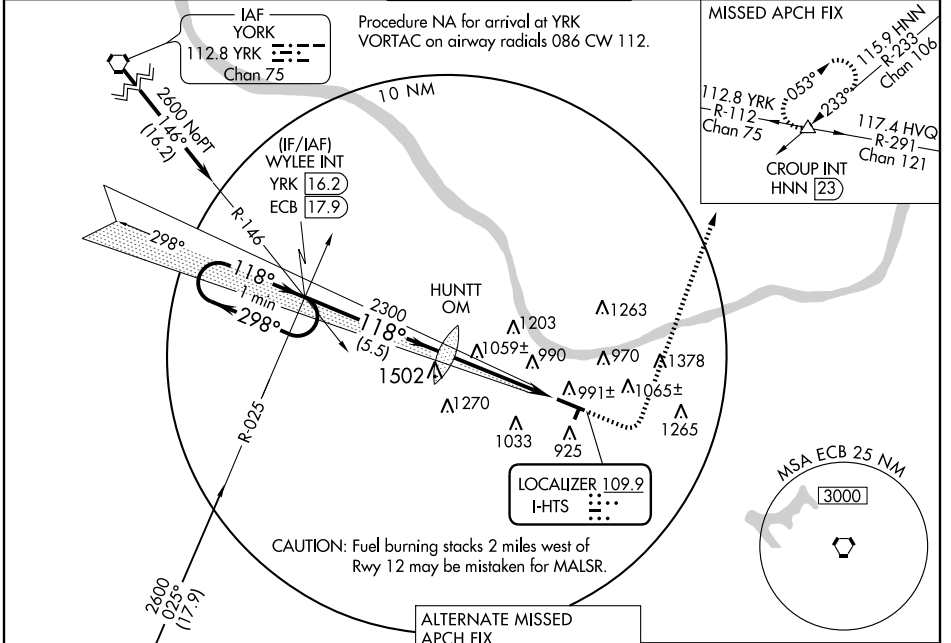 IAF
YORK
112.8 YRK
Chan 75
Procedure NA for arrival at YRK
VORTAC on airway radials 086 CW 112.
MISSED APCH FIX
115.9 HNN
R-233
Chan 106
053°
233°
112.8 YRK
R-112
Chan 75
117.4 HVQ
R-291
Chan 121
CROUP INT
HNN 23
10 NM
2600 NoPT
146°
(16.2)
(IF/IAF)
WYLEE INT
YRK 16.2
ECB 17.9
R-146
298°
118°
1 min
298°
2300
118°
(5.5)
HUNTT
OM
1203
1263
1059±
990
970
1378
1502
991±
1065±
1270
1033
925
1265
R-025
LOCALIZER 109.9
I-HTS
MSA ECB 25 NM
3000
CAUTION: Fuel burning stacks 2 miles west of
Rwy 12 may be mistaken for MALSR.
2600
025°
(17.9)
ALTERNATE MISSED
APCH FIX